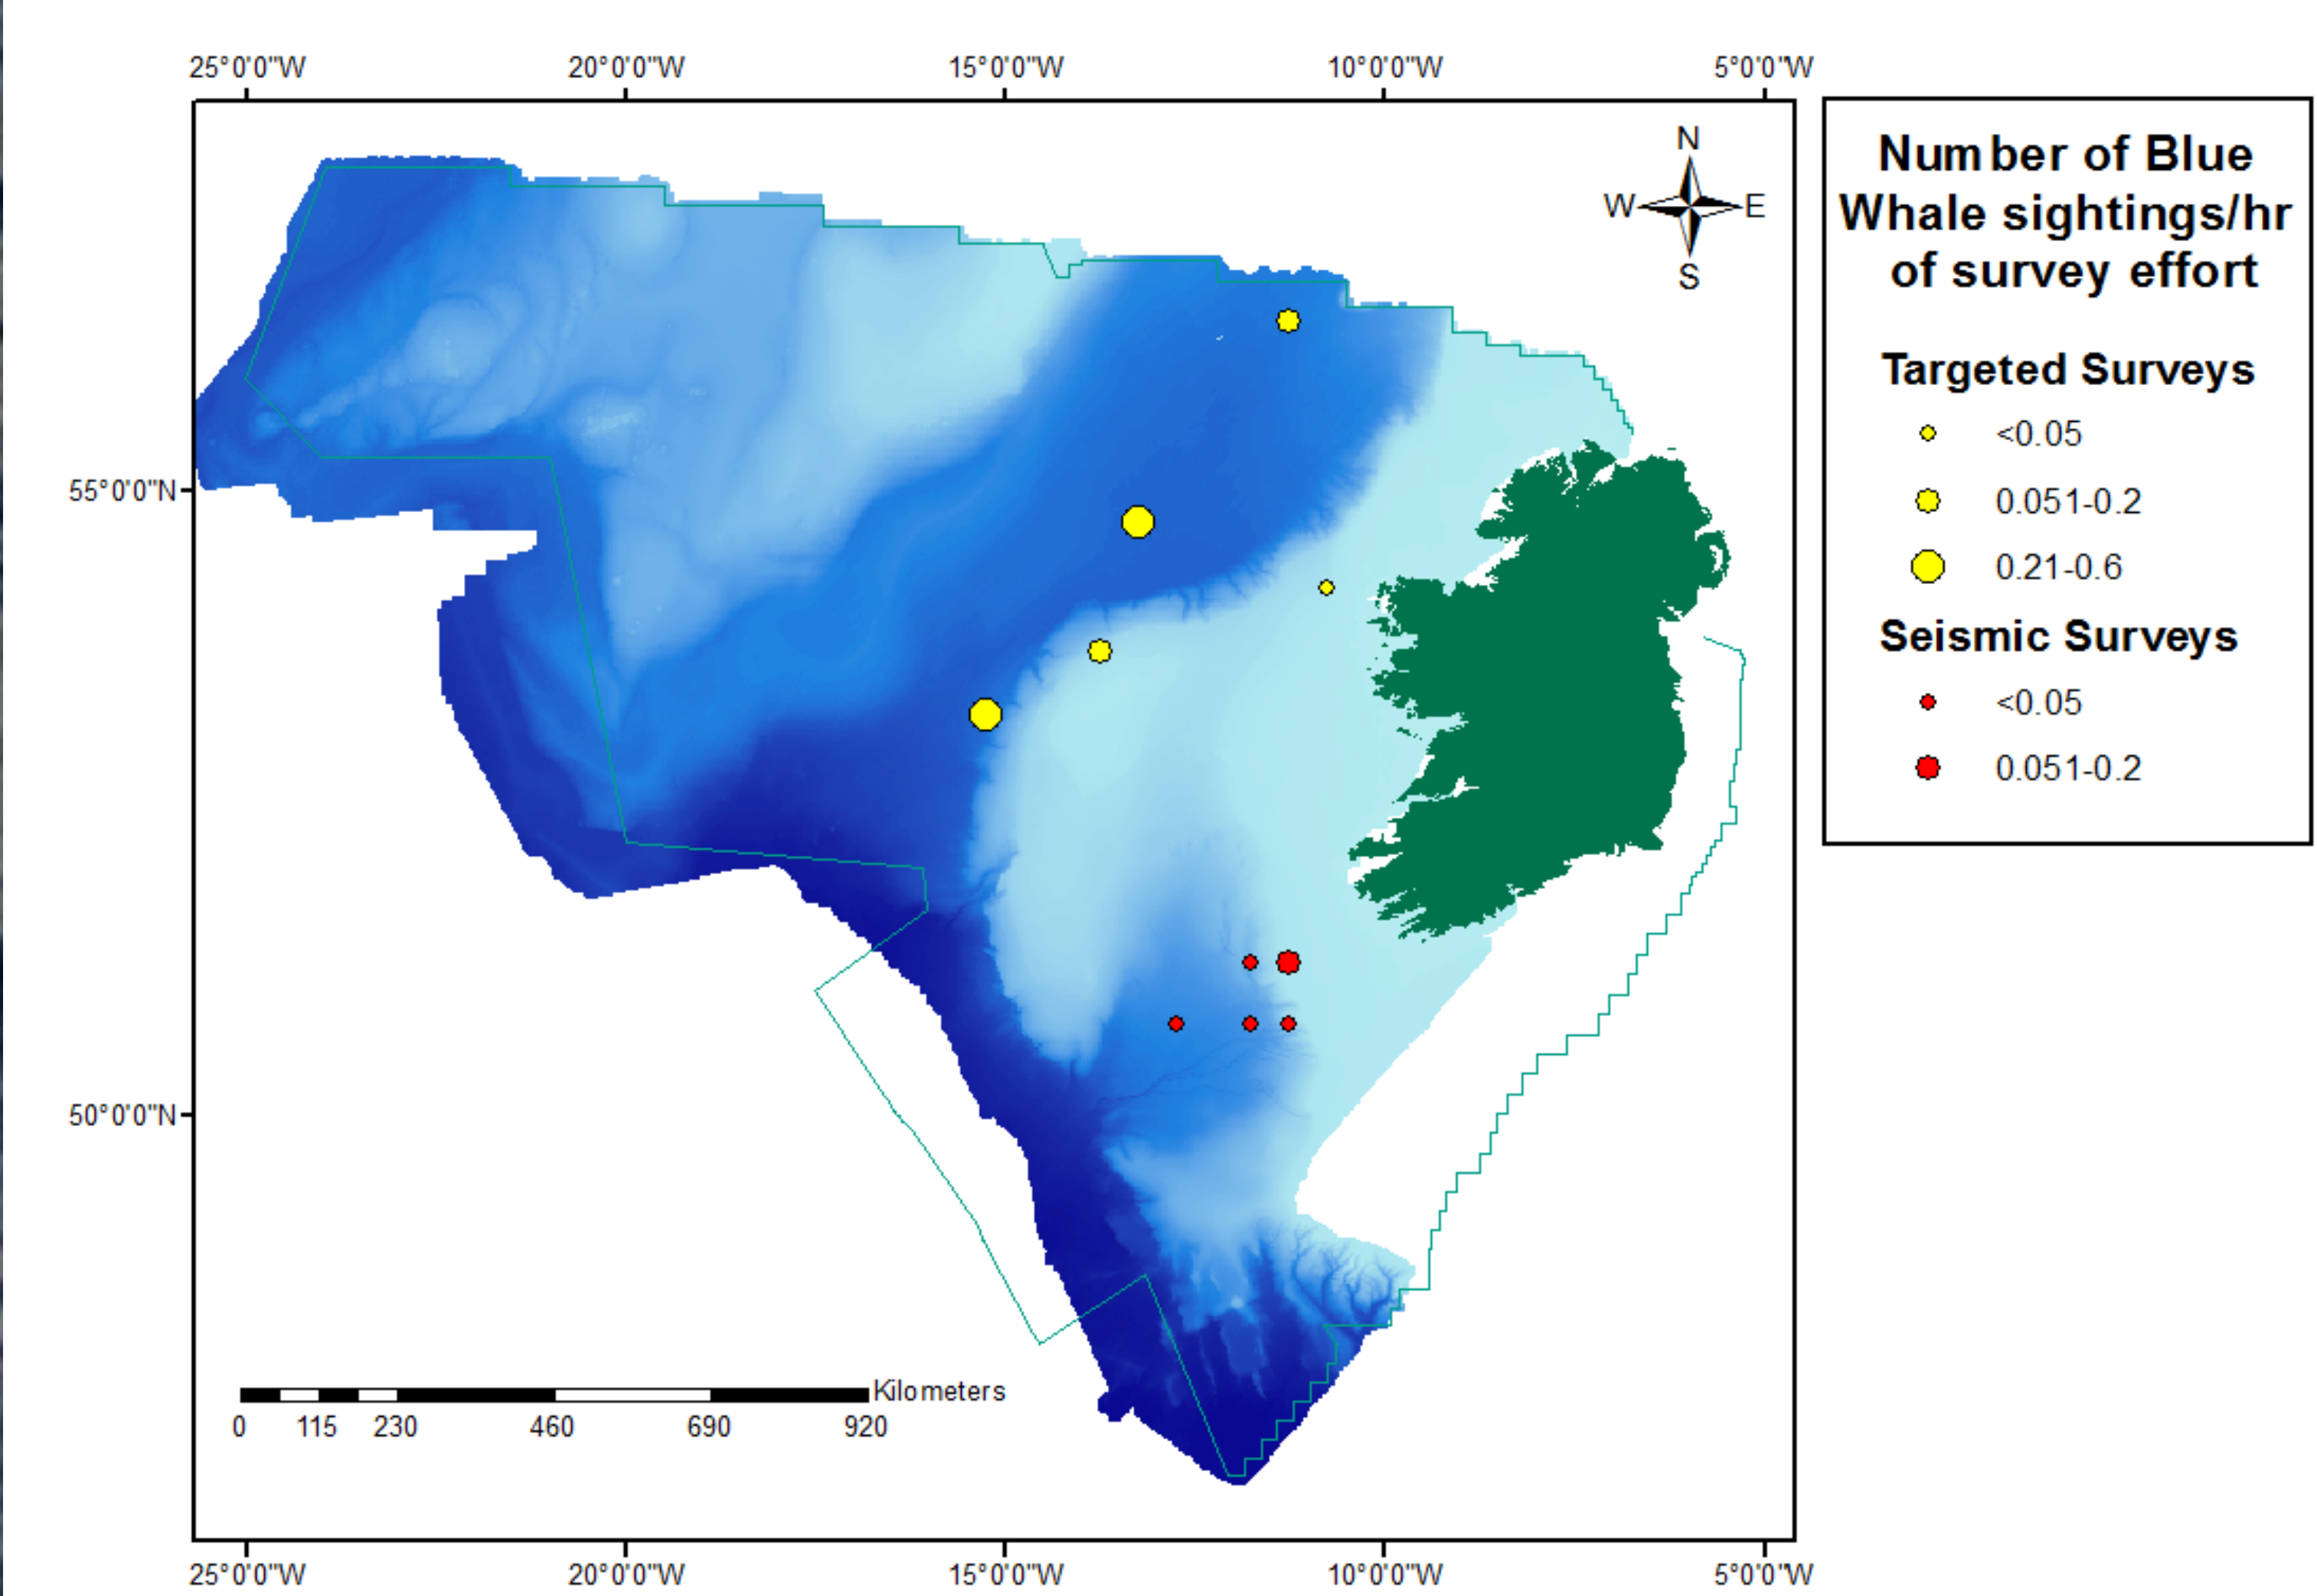 25°0'0"W 20°0'0"W 15°0'0"W 10°0'0"W 5°0'0"W
N
W E
S
55°0'0"N
50°0'0"N
Kilometers
0 115 230 460 690 920
25°0'0"W 20°0'0"W 15°0'0"W 10°0'0"W 5°0'0"W
Number of Blue
Whale sightings/hr
of survey effort
Targeted Surveys
<0.05
0.051-0.2
0.21-0.6
Seismic Surveys
<0.05
0.051-0.2